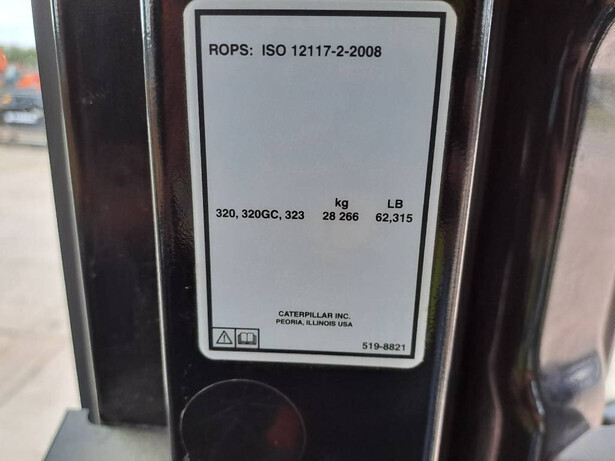 ROPS: ISO 12117-2-2008
kg LB
320, 320GC, 323 28 266 62,315
CATERPILLAR INC.
PEORIA, ILLINOIS USA
519-8821